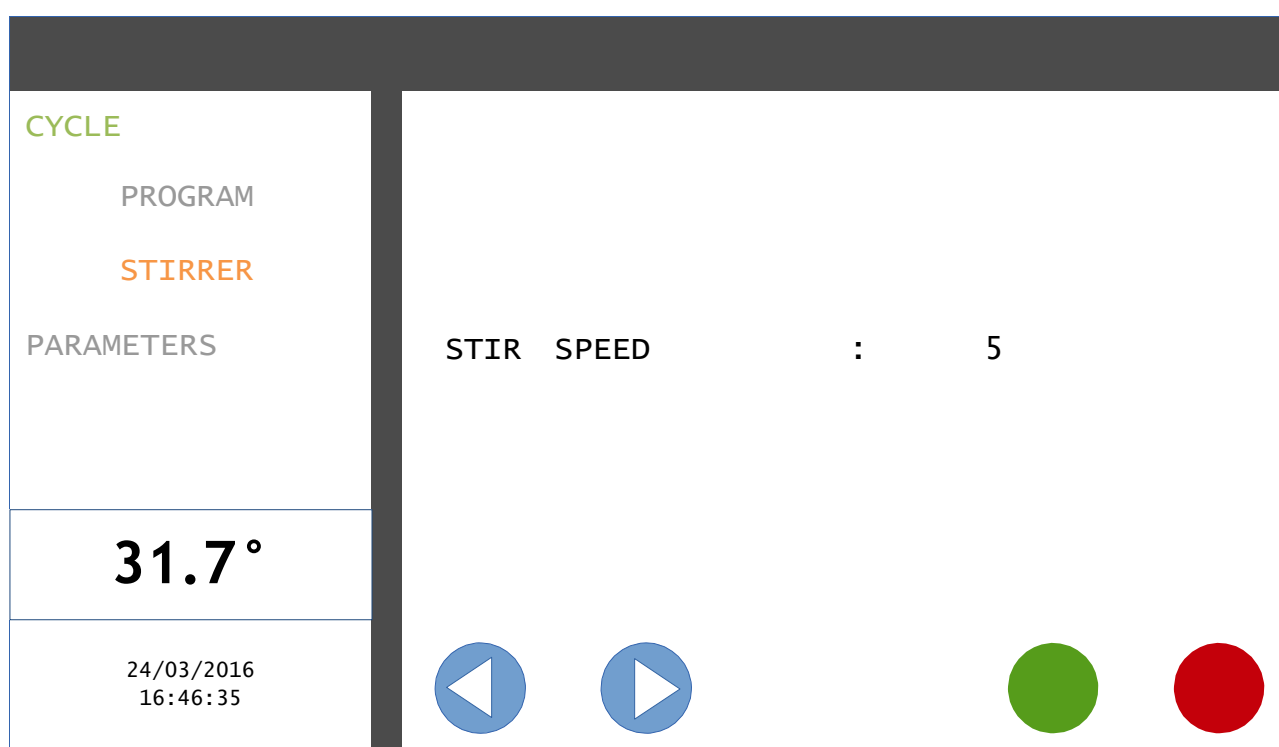 CYCLE
PROGRAM
STIRRER
PARAMETERS
STIR SPEED : 5
31.7°
24/03/2016
16:46:35